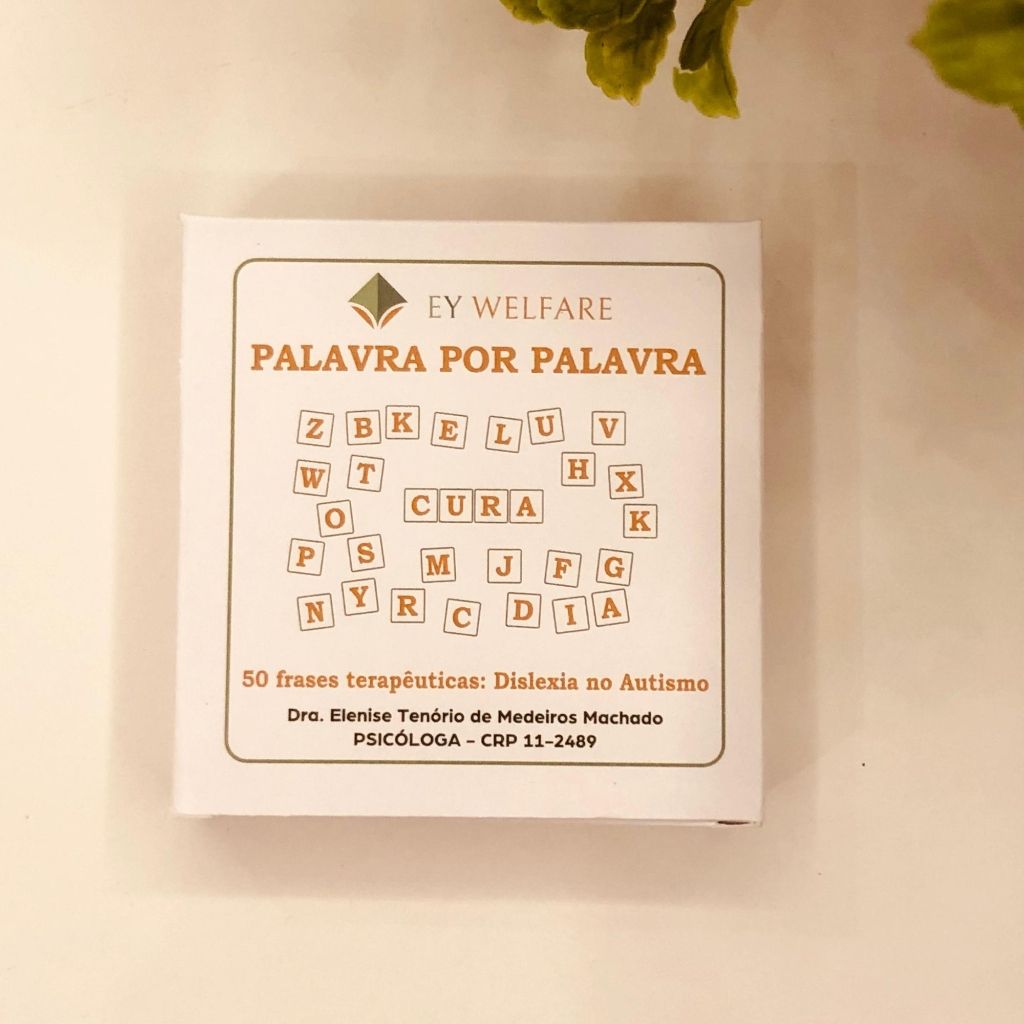 EY WELFARE
PALAVRA POR PALAVRA
Z B K E L U V
W T H X
O CURA K
P S M J F G
N Y R C D I A
50 frases terapêuticas: Dislexia no Autismo
Dra. Elenise Tenório de Medeiros Machado
PSICÓLOGA - CRP 11-2489